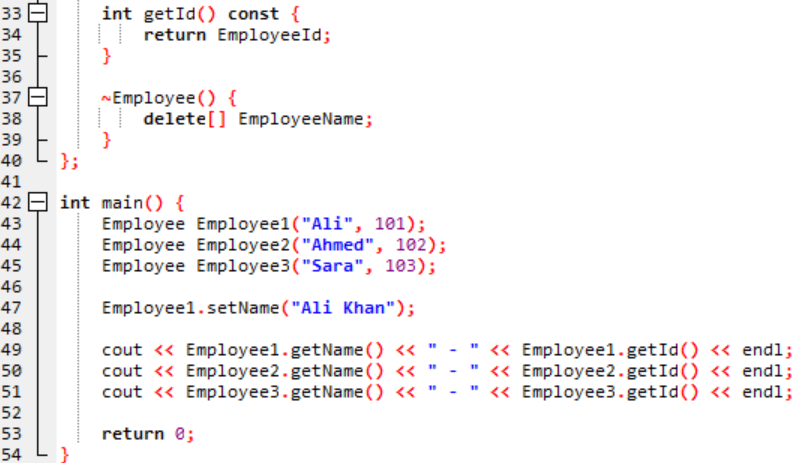 33 int getId() const {
34 return EmployeeId;
35 }
36
37 ~Employee() {
38 delete[] EmployeeName;
39 }
40 };
41
42 int main() {
43 Employee Employee1("Ali", 101);
44 Employee Employee2("Ahmed", 102);
45 Employee Employee3("Sara", 103);
46
47 Employee1.setName("Ali Khan");
48
49 cout << Employee1.getName() << " - " << Employee1.getId() << endl;
50 cout << Employee2.getName() << " - " << Employee2.getId() << endl;
51 cout << Employee3.getName() << " - " << Employee3.getId() << endl;
52
53 return 0;
54 }